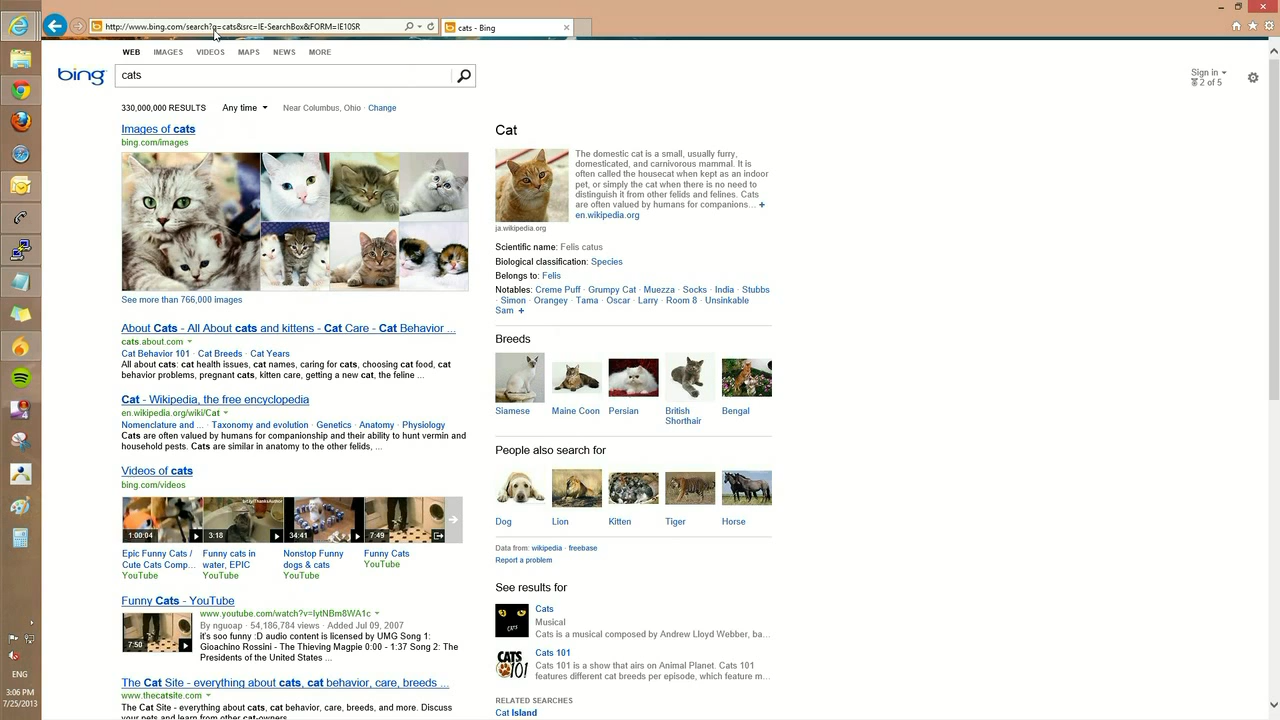 http://www.bing.com/search?q=cats&src=IE-SearchBox&FORM=IE10SR
cats - Bing
WEB IMAGES VIDEOS MAPS NEWS MORE
bing
cats
Sign in
2 of 5
330,000,000 RESULTS Any time Near Columbus, Ohio · Change
Images of cats
bing.com/images
See more than 766,000 images
About Cats - All About cats and kittens - Cat Care - Cat Behavior ...
cats.about.com
Cat Behavior 101 · Cat Breeds · Cat Years
All about cats: cat health issues, cat names, caring for cats, choosing cat food, cat
behavior problems, pregnant cats, kitten care, getting a new cat, the feline ...
Cat - Wikipedia, the free encyclopedia
en.wikipedia.org/wiki/Cat
Nomenclature and ... · Taxonomy and evolution · Genetics · Anatomy · Physiology
Cats are often valued by humans for companionship and their ability to hunt vermin and
household pests. Cats are similar in anatomy to the other felids, ...
Videos of cats
bing.com/videos
1:00:04 3:18 34:41 7:49
Epic Funny Cats / Funny cats in Nonstop Funny Funny Cats
Cute Cats Comp... water, EPIC dogs & cats YouTube
YouTube YouTube YouTube
Funny Cats - YouTube
www.youtube.com/watch?v=IytNBm8WA1c
By nguoap · 54,186,784 views · Added Jul 09, 2007
it's soo funny :D audio content is licensed by UMG Song 1:
Gioachino Rossini - The Thieving Magpie 0:00 - 1:37 Song 2: The
Presidents of the United States ...
7:50
The Cat Site - everything about cats, cat behavior, care, breeds ...
www.thecatsite.com
The Cat Site - everything about cats, cat behavior, care, breeds, and more. Discuss
your pets and learn from other cat-owners.
Cat
The domestic cat is a small, usually furry,
domesticated, and carnivorous mammal. It is
often called the housecat when kept as an indoor
pet, or simply the cat when there is no need to
distinguish it from other felids and felines. Cats
are often valued by humans for companions... +
en.wikipedia.org
ja.wikipedia.org
Scientific name: Felis catus
Biological classification: Species
Belongs to: Felis
Notables: Creme Puff · Grumpy Cat · Muezza · Socks · India · Stubbs
· Simon · Orangey · Tama · Oscar · Larry · Room 8 · Unsinkable
Sam +
Breeds
Siamese Maine Coon Persian British Bengal
Shorthair
People also search for
Dog Lion Kitten Tiger Horse
Data from: wikipedia · freebase
Report a problem
See results for
CATS
Cats
Musical
Cats is a musical composed by Andrew Lloyd Webber, ba...
CATS
101
Cats 101
Cats 101 is a show that airs on Animal Planet. Cats 101
features different cat breeds per episode, which feature m...
RELATED SEARCHES
Cat Island
ENG
3:06 PM
7/25/2013